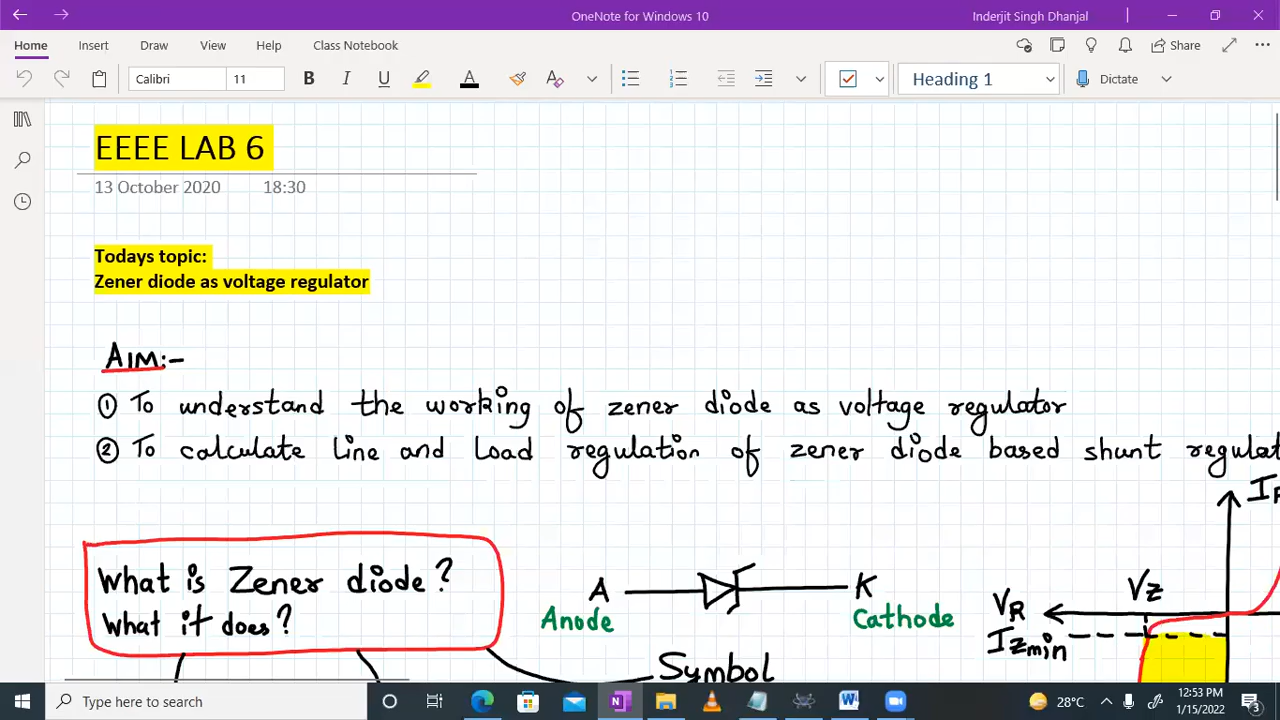 OneNote for Windows 10
Inderjit Singh Dhanjal
Home Insert Draw View Help Class Notebook
Share
Calibri 11 B I U A Heading 1 Dictate
EEEE LAB 6
13 October 2020 18:30
Todays topic:
Zener diode as voltage regulator
AIM:-
① To understand the working of zener diode as voltage regulator
② To calculate Line and Load regulation of zener diode based shunt regulat
What is Zener diode?
What it does?
A K
Anode Cathode
Symbol
VR VZ
IZmin
Type here to search
28°C
12:53 PM
1/15/2022
3